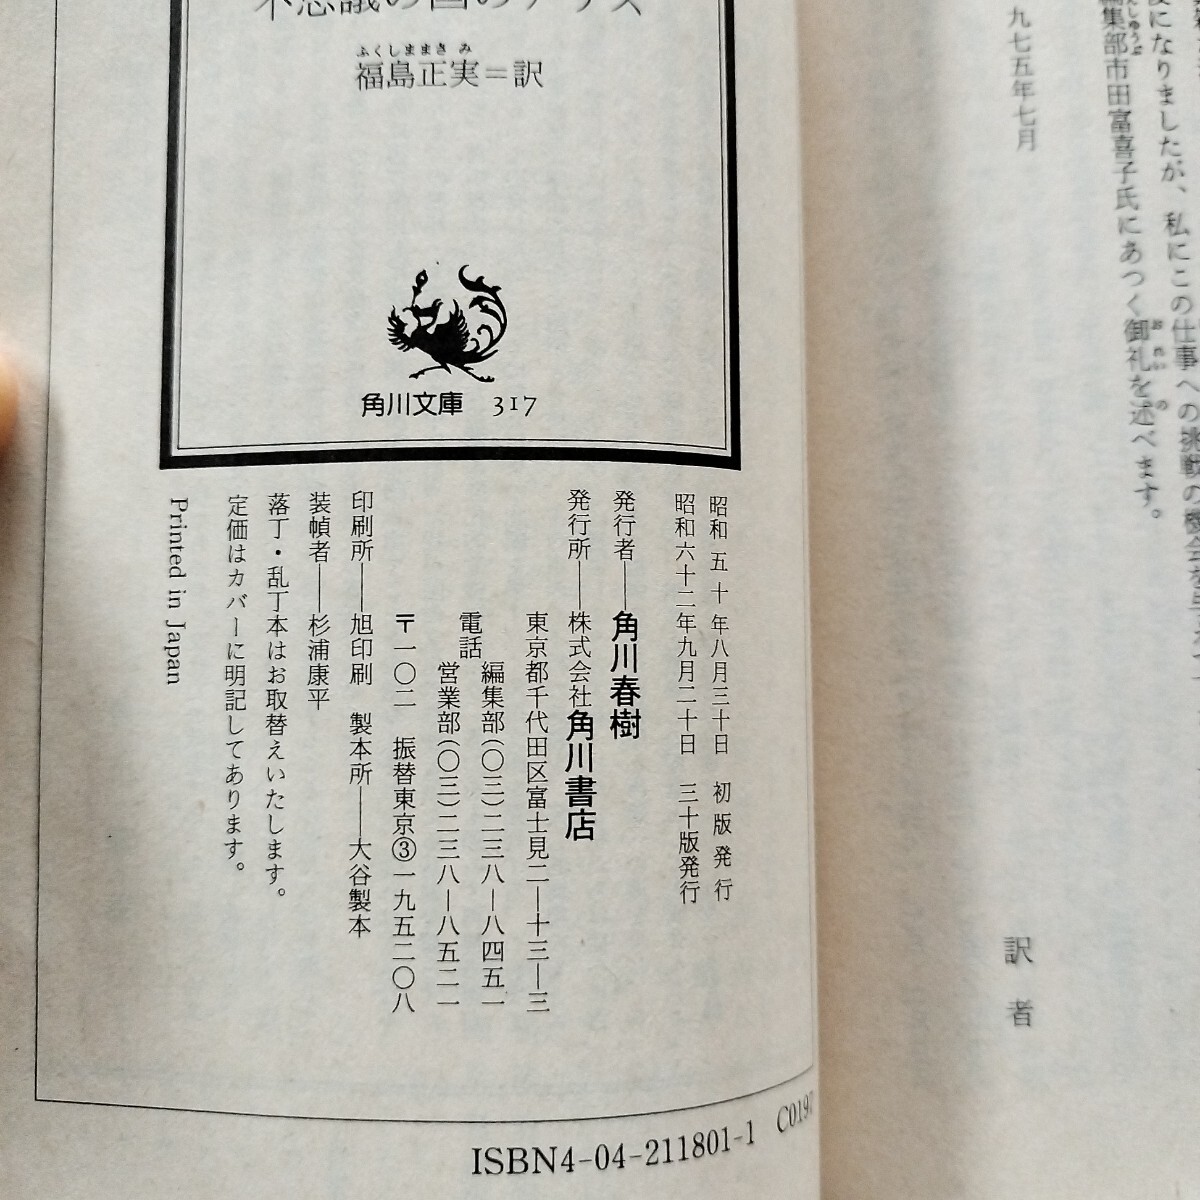 九七五年七月
後になりましたが、私にこの仕事への挑戦の機会を
編集部市田富喜子氏にあつく御礼を述べます。
訳者
不思議の国のアリス
ふくしままさみ
福島正実＝訳
角川文庫 317
昭和五十年八月三十日 初版発行
昭和六十二年九月二十日 三十版発行
発行者――角川春樹
発行所――株式会社角川書店
東京都千代田区富士見二―十三―三
電話 編集部(〇三)二三八―八四五一
営業部(〇三)二三八―八五二一
〒一〇二 振替東京③一九五二〇八
印刷所――旭印刷 製本所――大谷製本
装幀者――杉浦康平
落丁・乱丁本はお取替えいたします。
定価はカバーに明記してあります。
Printed in Japan
ISBN4-04-211801-1 C0197